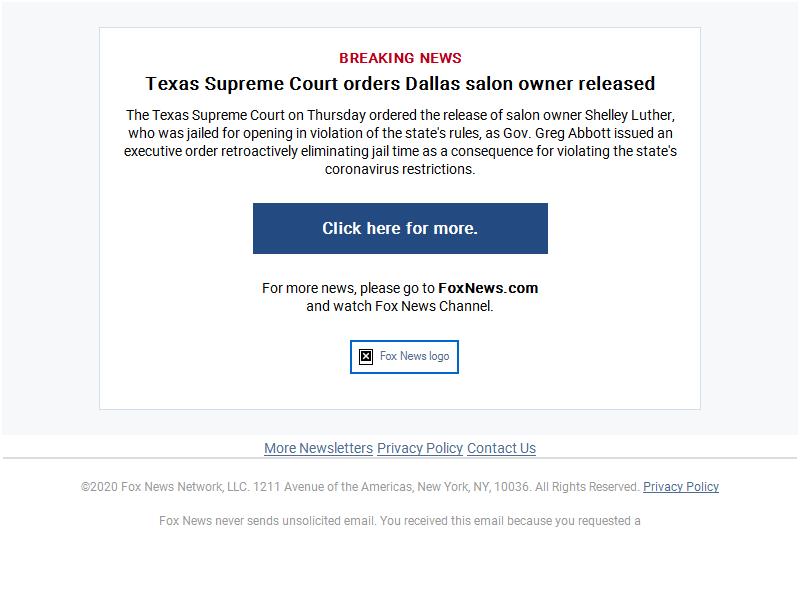 BREAKING NEWS
Texas Supreme Court orders Dallas salon owner released
The Texas Supreme Court on Thursday ordered the release of salon owner Shelley Luther,
who was jailed for opening in violation of the state's rules, as Gov. Greg Abbott issued an
executive order retroactively eliminating jail time as a consequence for violating the state's
coronavirus restrictions.
Click here for more.
For more news, please go to FoxNews.com
and watch Fox News Channel.
Fox News logo
More Newsletters Privacy Policy Contact Us
©2020 Fox News Network, LLC. 1211 Avenue of the Americas, New York, NY, 10036. All Rights Reserved. Privacy Policy
Fox News never sends unsolicited email. You received this email because you requested a